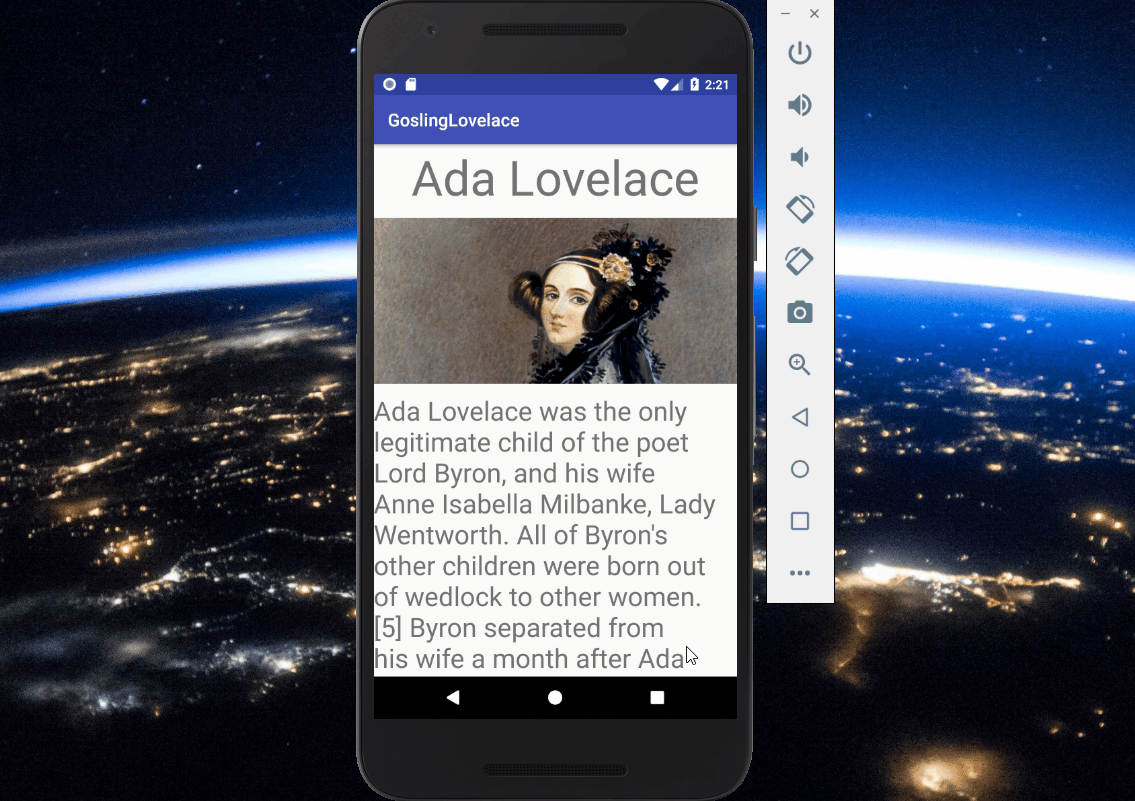 2:21
GoslingLovelace
Ada Lovelace
Ada Lovelace was the only
legitimate child of the poet
Lord Byron, and his wife
Anne Isabella Milbanke, Lady
Wentworth. All of Byron's
other children were born out
of wedlock to other women.
[5] Byron separated from
his wife a month after Ada